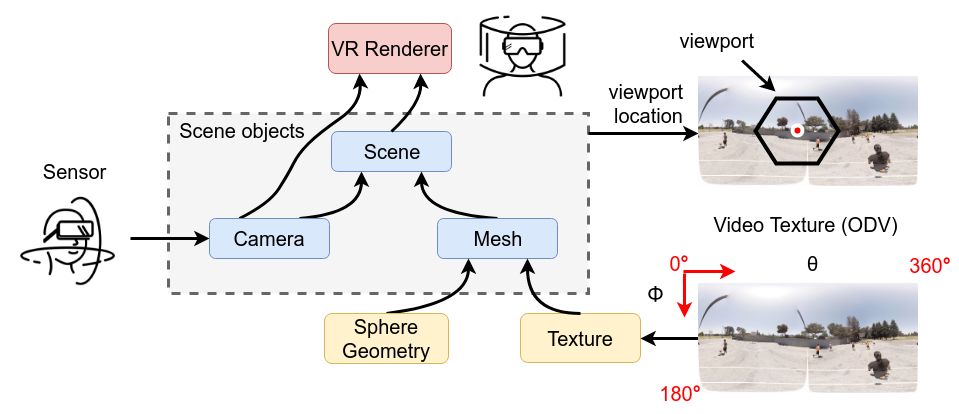 VR Renderer
viewport
viewport
location
Scene objects
Scene
Sensor
Camera
Mesh
Video Texture (ODV)
0°
θ
360°
Φ
Sphere
Geometry
Texture
180°